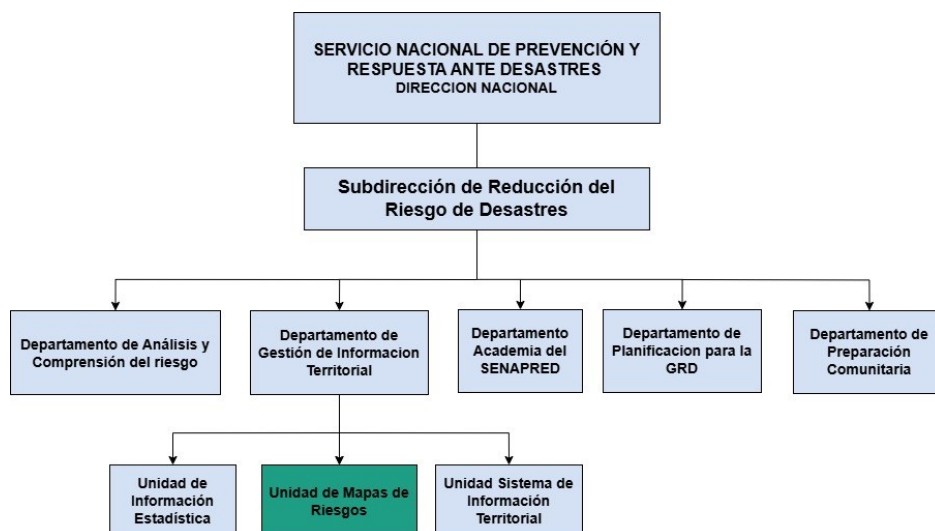 SERVICIO NACIONAL DE PREVENCIÓN Y
RESPUESTA ANTE DESASTRES
DIRECCION NACIONAL
Subdirección de Reducción del
Riesgo de Desastres
Departamento de Análisis y
Comprensión del riesgo
Departamento de
Gestión de Informacion
Territorial
Departamento
Academia del
SENAPRED
Departamento de
Planificacion para la
GRD
Departamento de
Preparación
Comunitaria
Unidad de
Información
Estadística
Unidad de Mapas de
Riesgos
Unidad Sistema de
Información
Territorial